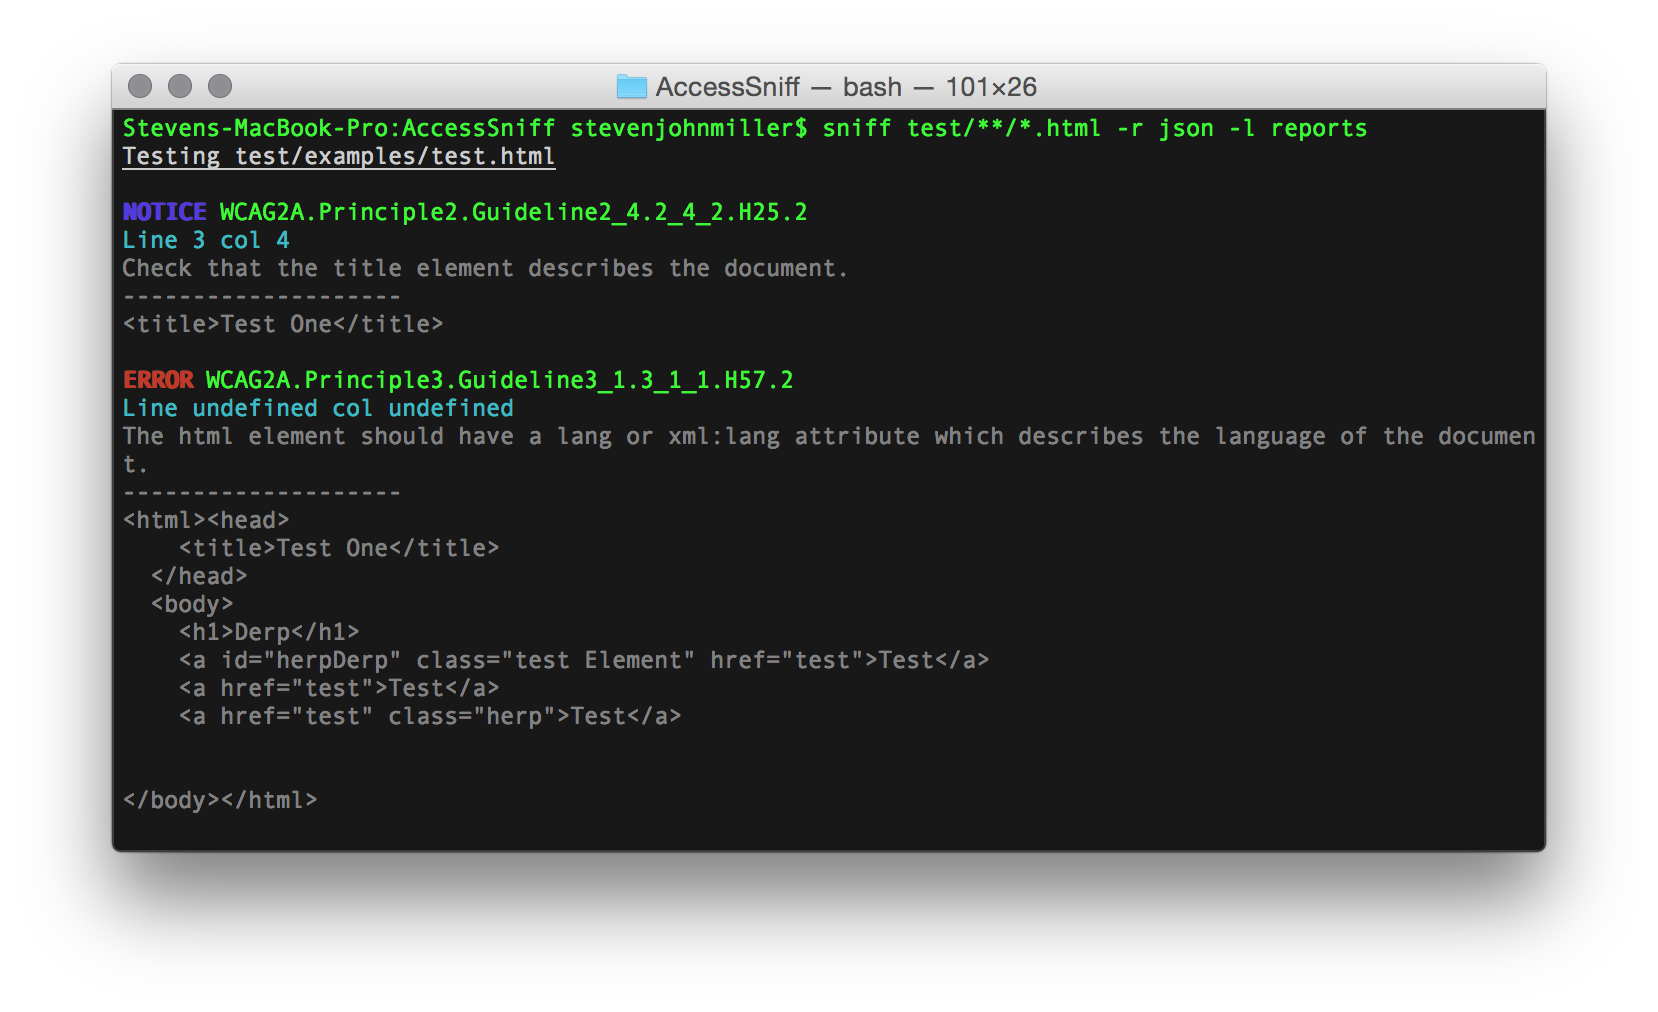 AccessSniff — bash — 101×26
Stevens-MacBook-Pro:AccessSniff stevenjohnmiller$ sniff test/**/*.html -r json -l reports
Testing test/examples/test.html
NOTICE WCAG2A.Principle2.Guideline2_4.2_4_2.H25.2
Line 3 col 4
Check that the title element describes the document.
--------------------
<title>Test One</title>
ERROR WCAG2A.Principle3.Guideline3_1.3_1_1.H57.2
Line undefined col undefined
The html element should have a lang or xml:lang attribute which describes the language of the documen
t.
--------------------
<html><head>
    <title>Test One</title>
  </head>
  <body>
    <h1>Derp</h1>
    <a id="herpDerp" class="test Element" href="test">Test</a>
    <a href="test">Test</a>
    <a href="test" class="herp">Test</a>
</body></html>